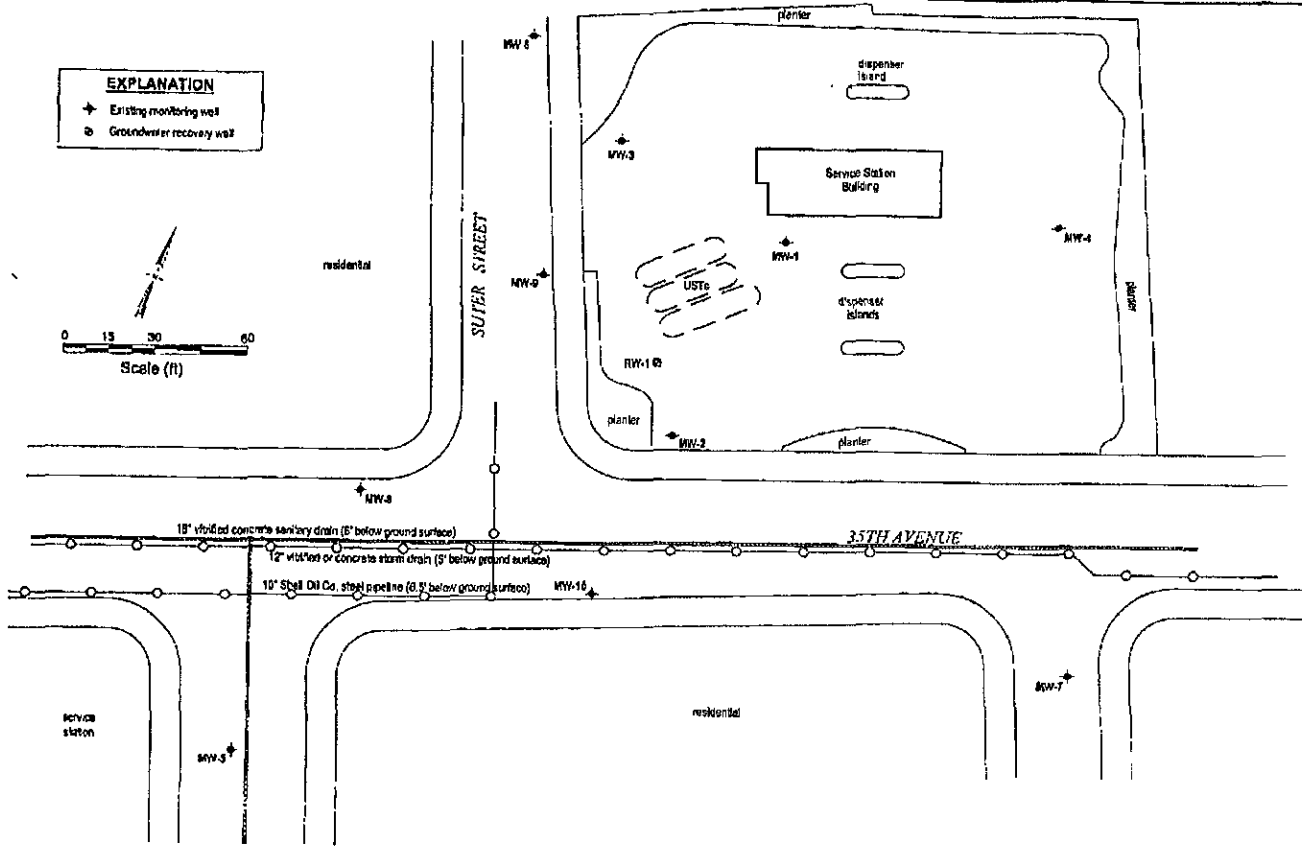 EXPLANATION
Existing monitoring well
Groundwater recovery well
0 15 30 60
Scale (ft)
residential
SUTER STREET
planter
dispenser
island
MW-3
Service Station
Building
MW-4
MW-1
MW-9
USTs
dispenser
islands
planter
RW-1
planter
MW-2
planter
18" vitrified concrete sanitary drain (6' below ground surface)
35TH AVENUE
12" vitrified or concrete storm drain (5' below ground surface)
10" Shell Oil Co. steel pipeline (6.5' below ground surface)
MW-10
service
station
MW-5
residential
MW-7